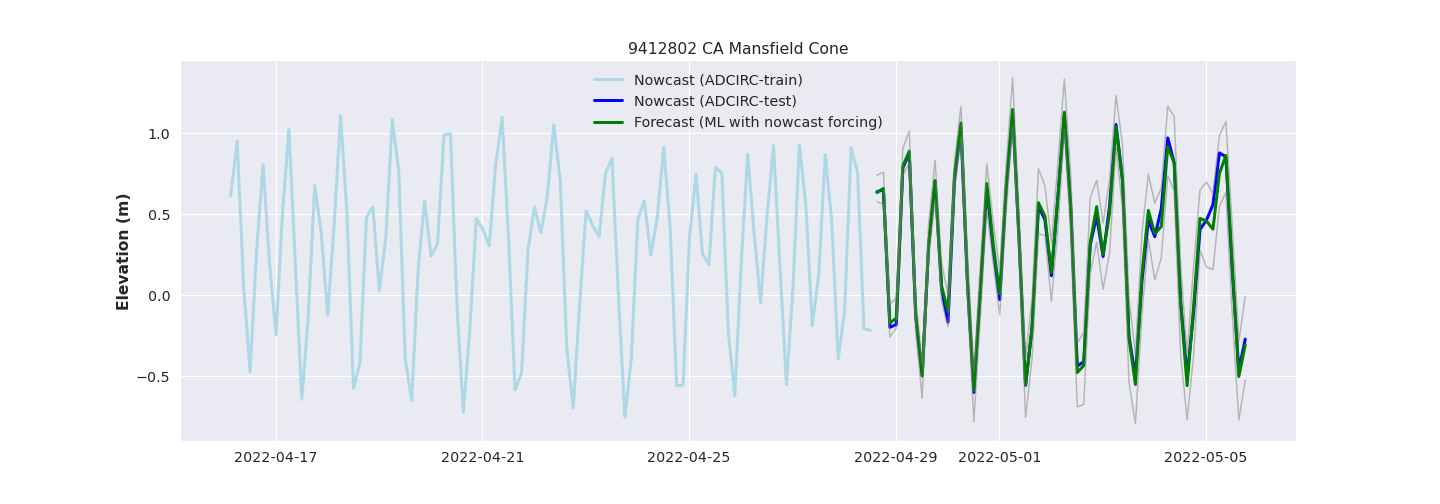 9412802 CA Mansfield Cone
Nowcast (ADCIRC-train)
Nowcast (ADCIRC-test)
Forecast (ML with nowcast forcing)
Elevation (m)
1.0
0.5
0.0
−0.5
2022-04-17 2022-04-21 2022-04-25 2022-04-29 2022-05-01 2022-05-05